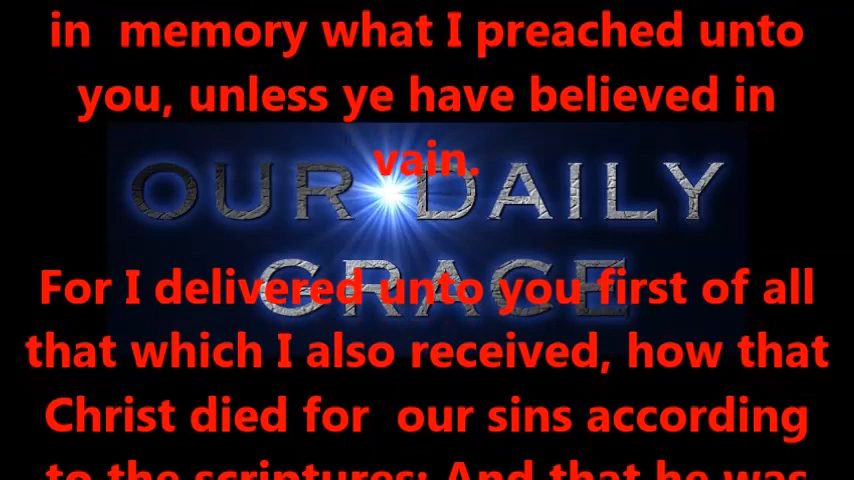 in  memory what I preached unto
you, unless ye have believed in
vain.
OUR DAILY
GRACE
For I delivered unto you first of all
that which I also received, how that
Christ died for  our sins according
to the scriptures: And that he was